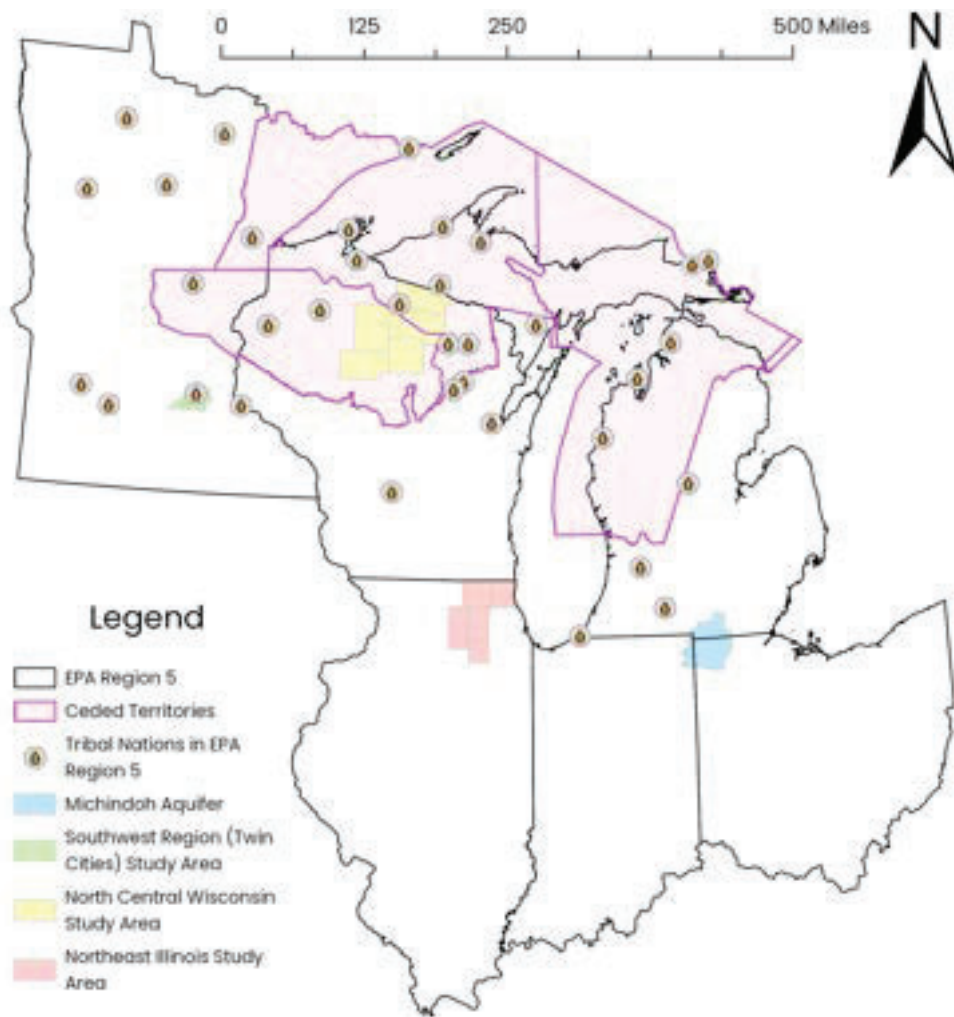 0 125 250 500 Miles
N
Legend
EPA Region 5
Ceded Territories
Tribal Nations in EPA
Region 5
Michindoh Aquifer
Southwest Region (Twin
Cities) Study Area
North Central Wisconsin
Study Area
Northeast Illinois Study
Area